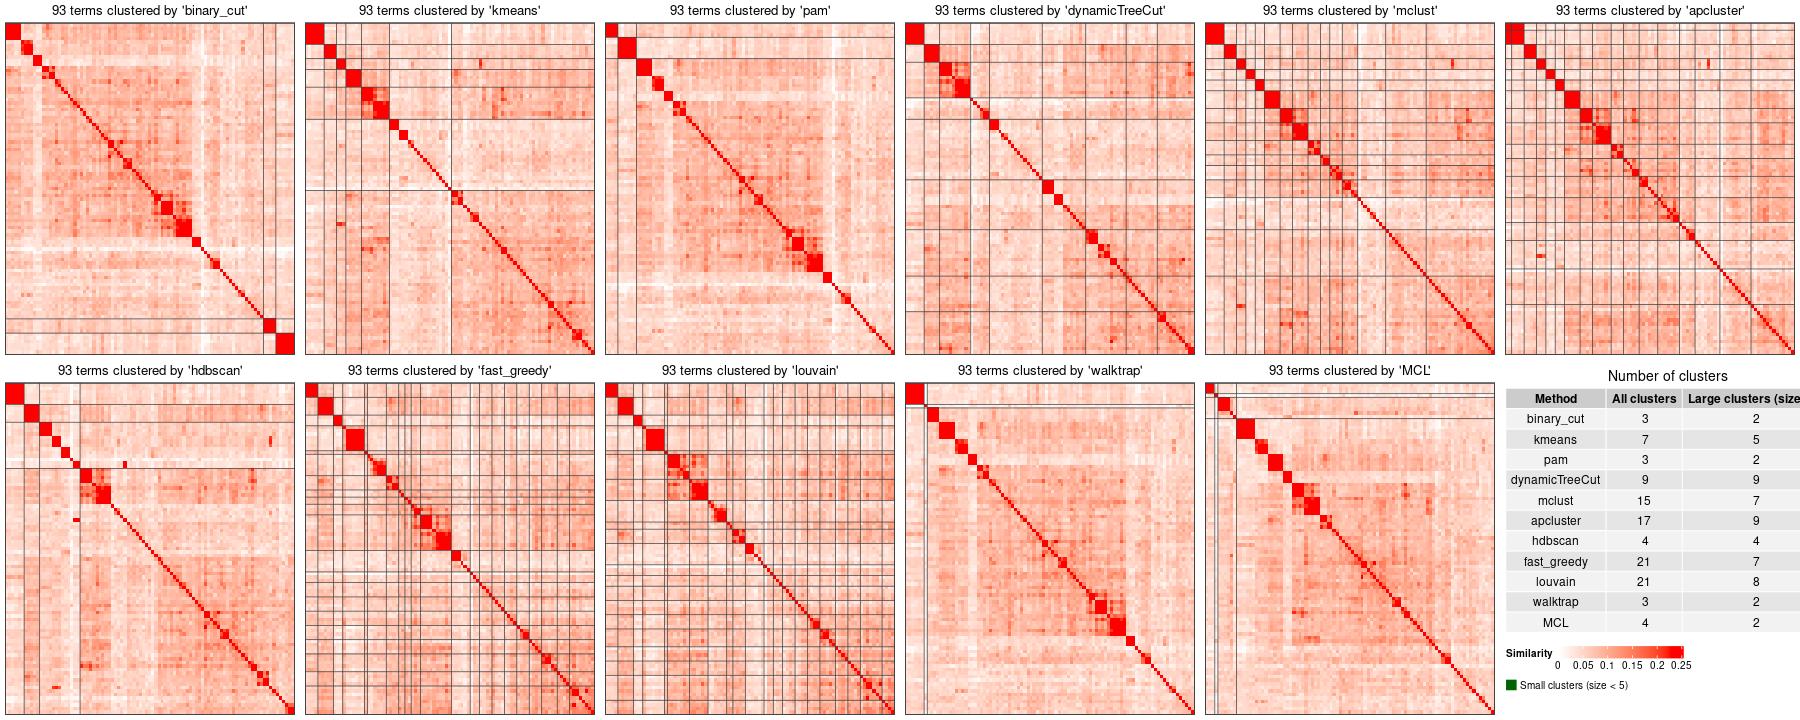 93 terms clustered by 'binary_cut'
93 terms clustered by 'kmeans'
93 terms clustered by 'pam'
93 terms clustered by 'dynamicTreeCut'
93 terms clustered by 'mclust'
93 terms clustered by 'apcluster'
93 terms clustered by 'hdbscan'
93 terms clustered by 'fast_greedy'
93 terms clustered by 'louvain'
93 terms clustered by 'walktrap'
93 terms clustered by 'MCL'
Number of clusters
Method All clusters Large clusters (size
binary_cut 3 2
kmeans 7 5
pam 3 2
dynamicTreeCut 9 9
mclust 15 7
apcluster 17 9
hdbscan 4 4
fast_greedy 21 7
louvain 21 8
walktrap 3 2
MCL 4 2
Similarity
0 0.05 0.1 0.15 0.2 0.25
Small clusters (size < 5)